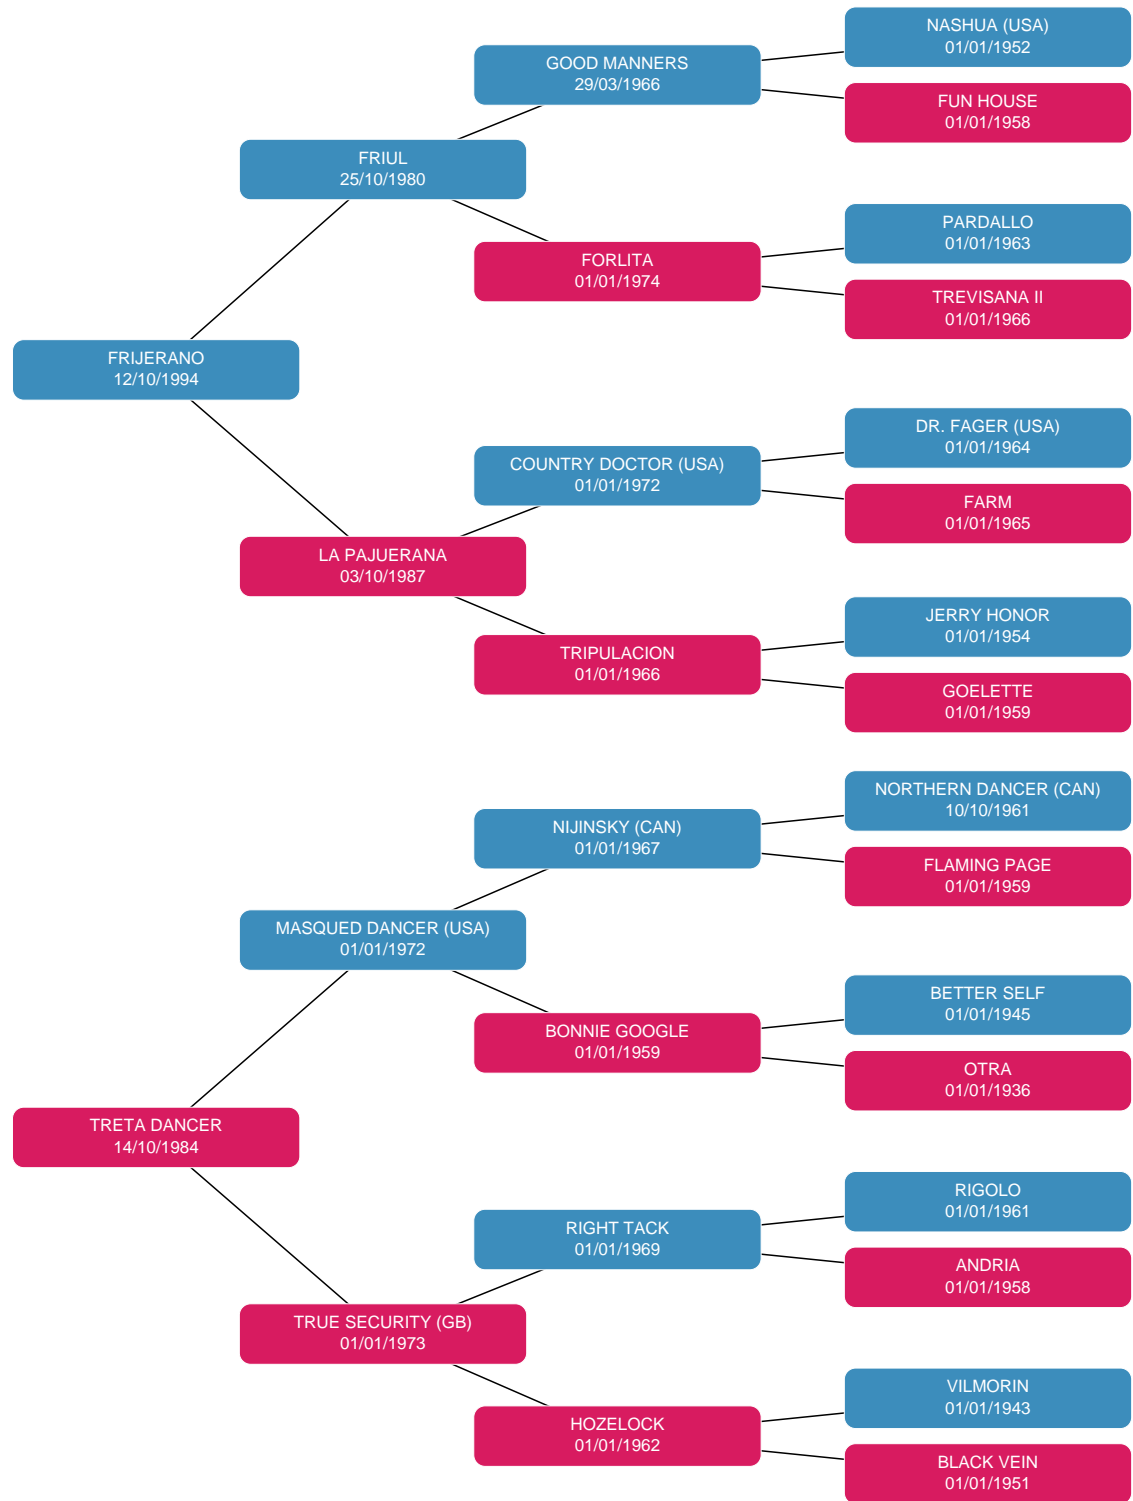 NASHUA (USA)
01/01/1952
GOOD MANNERS
29/03/1966
FUN HOUSE
01/01/1958
FRIUL
25/10/1980
PARDALLO
01/01/1963
FORLITA
01/01/1974
TREVISANA II
01/01/1966
FRIJERANO
12/10/1994
DR. FAGER (USA)
01/01/1964
COUNTRY DOCTOR (USA)
01/01/1972
FARM
01/01/1965
LA PAJUERANA
03/10/1987
JERRY HONOR
01/01/1954
TRIPULACION
01/01/1966
GOELETTE
01/01/1959
NORTHERN DANCER (CAN)
10/10/1961
NIJINSKY (CAN)
01/01/1967
FLAMING PAGE
01/01/1959
MASQUED DANCER (USA)
01/01/1972
BETTER SELF
01/01/1945
BONNIE GOOGLE
01/01/1959
OTRA
01/01/1936
TRETA DANCER
14/10/1984
RIGOLO
01/01/1961
RIGHT TACK
01/01/1969
ANDRIA
01/01/1958
TRUE SECURITY (GB)
01/01/1973
VILMORIN
01/01/1943
HOZELOCK
01/01/1962
BLACK VEIN
01/01/1951